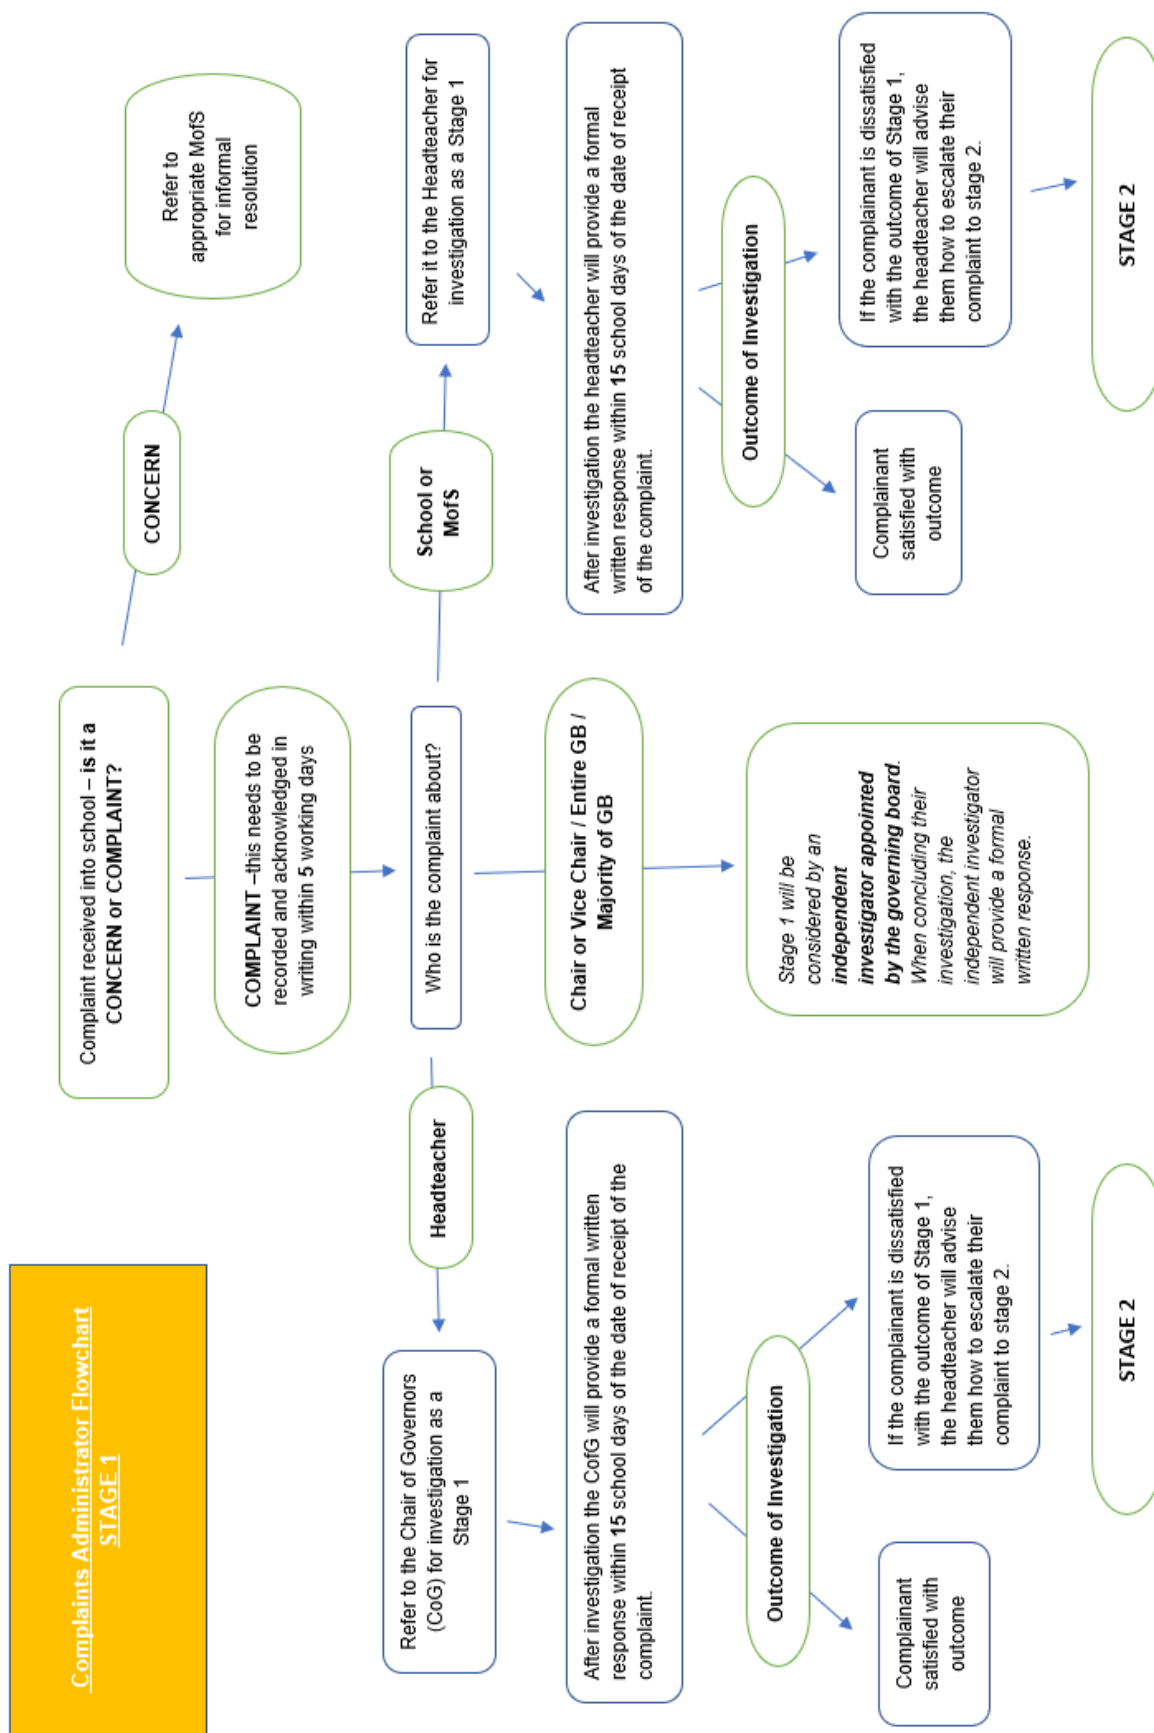 Complaints Administrator Flowchart
STAGE 1
Complaint received into school – is it a
CONCERN or COMPLAINT?
CONCERN
Refer to
appropriate MofS
for informal
resolution
COMPLAINT –this needs to be
recorded and acknowledged in
writing within 5 working days
Who is the complaint about?
Headteacher
Refer to the Chair of Governors
(CoG) for investigation as a
Stage 1
After investigation the CofG will provide a formal written
response within 15 school days of the date of receipt of the
complaint.
Outcome of Investigation
Complainant
satisfied with
outcome
If the complainant is dissatisfied
with the outcome of Stage 1,
the headteacher will advise
them how to escalate their
complaint to stage 2.
STAGE 2
Chair or Vice Chair / Entire GB /
Majority of GB
Stage 1 will be
considered by an
independent
investigator appointed
by the governing board.
When concluding their
investigation, the
independent investigator
will provide a formal
written response.
School or
MofS
Refer it to the Headteacher for
investigation as a Stage 1
After investigation the headteacher will provide a formal
written response within 15 school days of the date of receipt
of the complaint.
Outcome of Investigation
Complainant
satisfied with
outcome
If the complainant is dissatisfied
with the outcome of Stage 1,
the headteacher will advise
them how to escalate their
complaint to stage 2.
STAGE 2